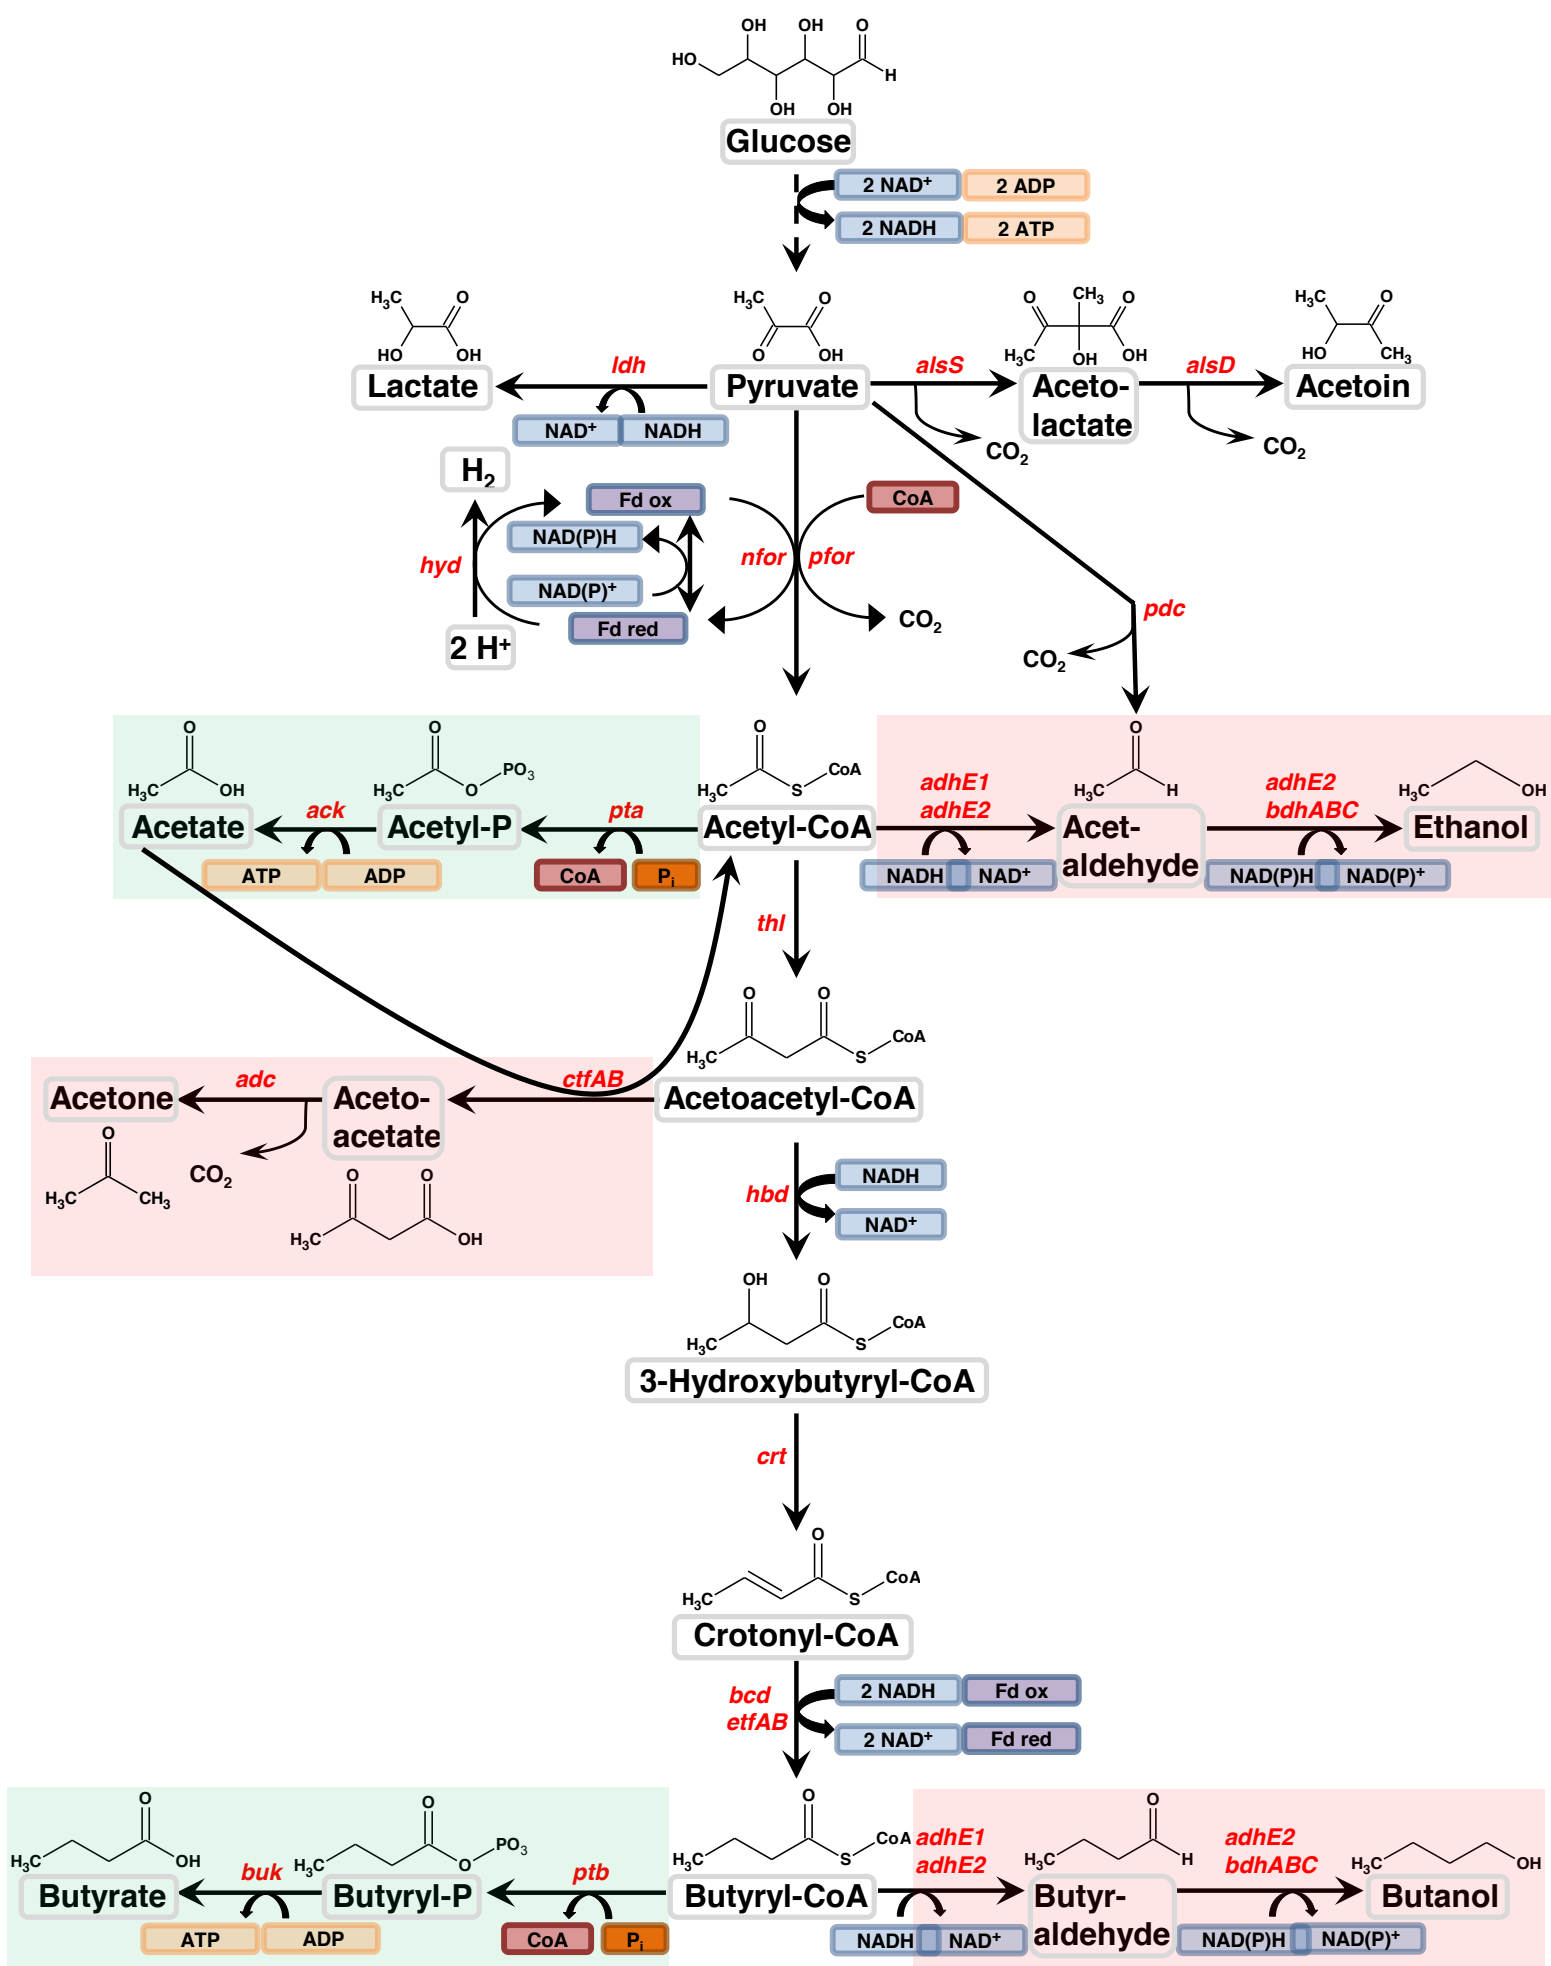 OH OH O
HO H
OH OH
Glucose
2 NAD+ 2 ADP
2 NADH 2 ATP
H3C O
HO OH
H3C O
O OH
O CH3 O
H3C OH OH
H3C O
HO CH3
ldh
alsS
alsD
Lactate
Pyruvate
Aceto-
lactate
Acetoin
NAD+ NADH
CO2
CO2
H2
Fd ox
CoA
NAD(P)H
hyd
nfor pfor
NAD(P)+
Fd red
CO2
2 H+
pdc
CO2
O
H3C OH
O
H3C O PO3
O
H3C S CoA
O
H3C H
H3C OH
ack
pta
adhE1
adhE2
adhE2
bdhABC
Acetate
Acetyl-P
Acetyl-CoA
Acet-
aldehyde
Ethanol
ATP ADP
CoA Pi
NADH NAD+
NAD(P)H NAD(P)+
thl
O O
H3C S CoA
adc
ctfAB
Acetone
Aceto-
acetate
Acetoacetyl-CoA
O
H3C CH3
CO2
O O
H3C OH
NADH
hbd
NAD+
OH O
H3C S CoA
3-Hydroxybutyryl-CoA
crt
O
H3C S CoA
Crotonyl-CoA
bcd
etfAB
2 NADH Fd ox
2 NAD+ Fd red
O
H3C OH
O
H3C O PO3
O
H3C S CoA
O
H3C H
H3C OH
buk
ptb
adhE1
adhE2
adhE2
bdhABC
Butyrate
Butyryl-P
Butyryl-CoA
Butyr-
aldehyde
Butanol
ATP ADP
CoA Pi
NADH NAD+
NAD(P)H NAD(P)+